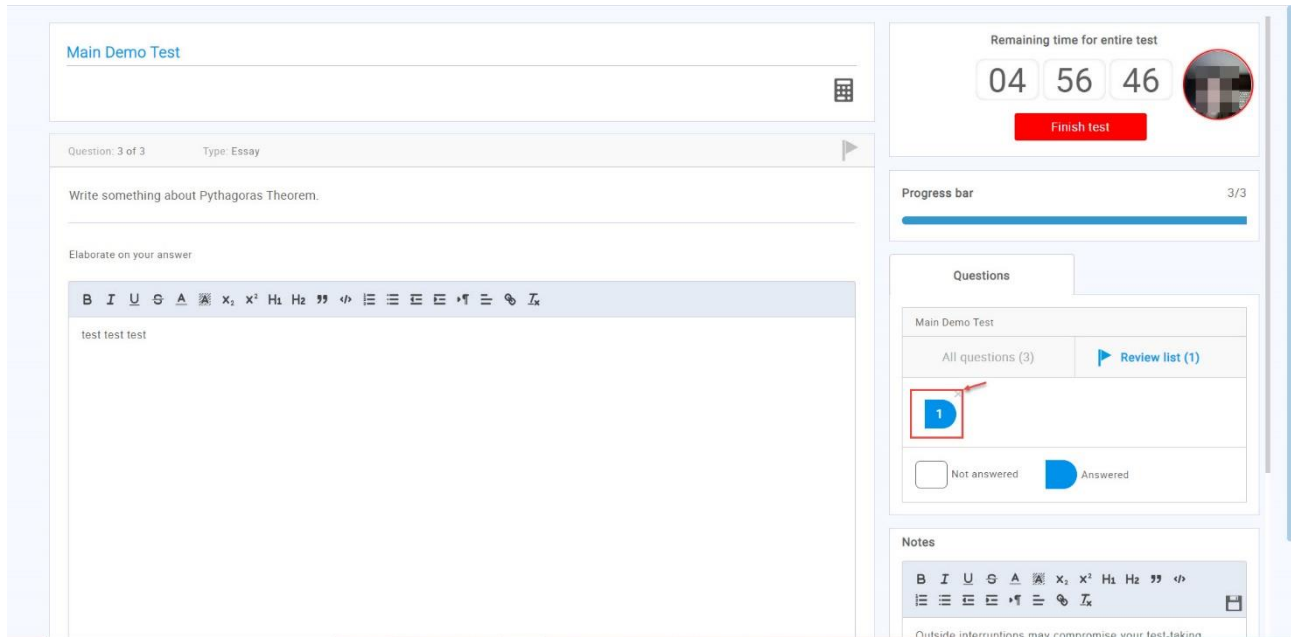 Main Demo Test
Question: 3 of 3 Type: Essay
Write something about Pythagoras Theorem.
Elaborate on your answer
B I U S A A X₂ X² H₁ H₂ ” </>
test test test
Remaining time for entire test
04 56 46
Finish test
Progress bar 3/3
Questions
Main Demo Test
All questions (3) Review list (1)
1
Not answered Answered
Notes
B I U S A A X₂ X² H₁ H₂ ” </>
Outside interruptions may compromise your test-taking